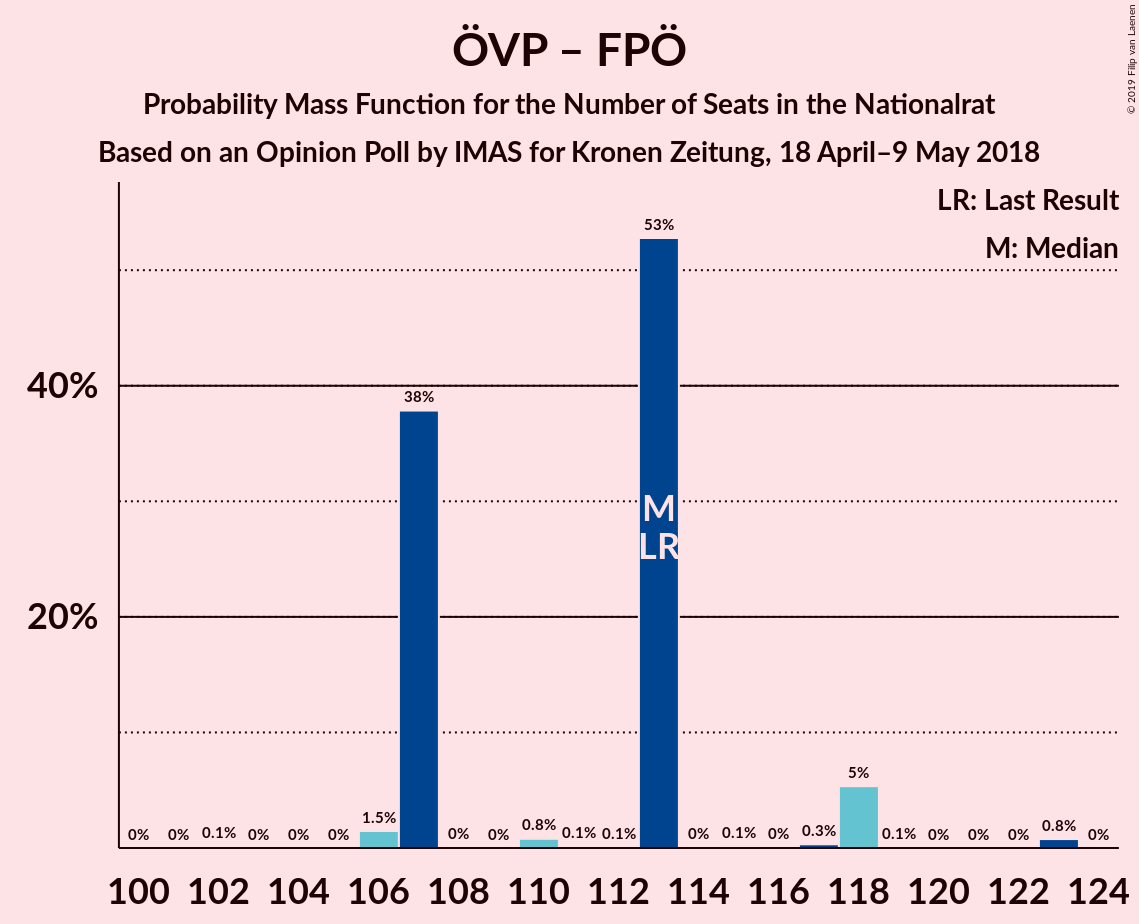 ÖVP – FPÖ
Probability Mass Function for the Number of Seats in the Nationalrat
Based on an Opinion Poll by IMAS for Kronen Zeitung, 18 April–9 May 2018
© 2019 Filip van Laenen
LR: Last Result
M: Median
40%
20%
0% 0% 0.1% 0% 0% 0% 1.5% 38% 0% 0% 0.8% 0.1% 0.1% 53% 0% 0.1% 0% 0.3% 5% 0.1% 0% 0% 0% 0.8% 0%
M
LR
100 102 104 106 108 110 112 114 116 118 120 122 124